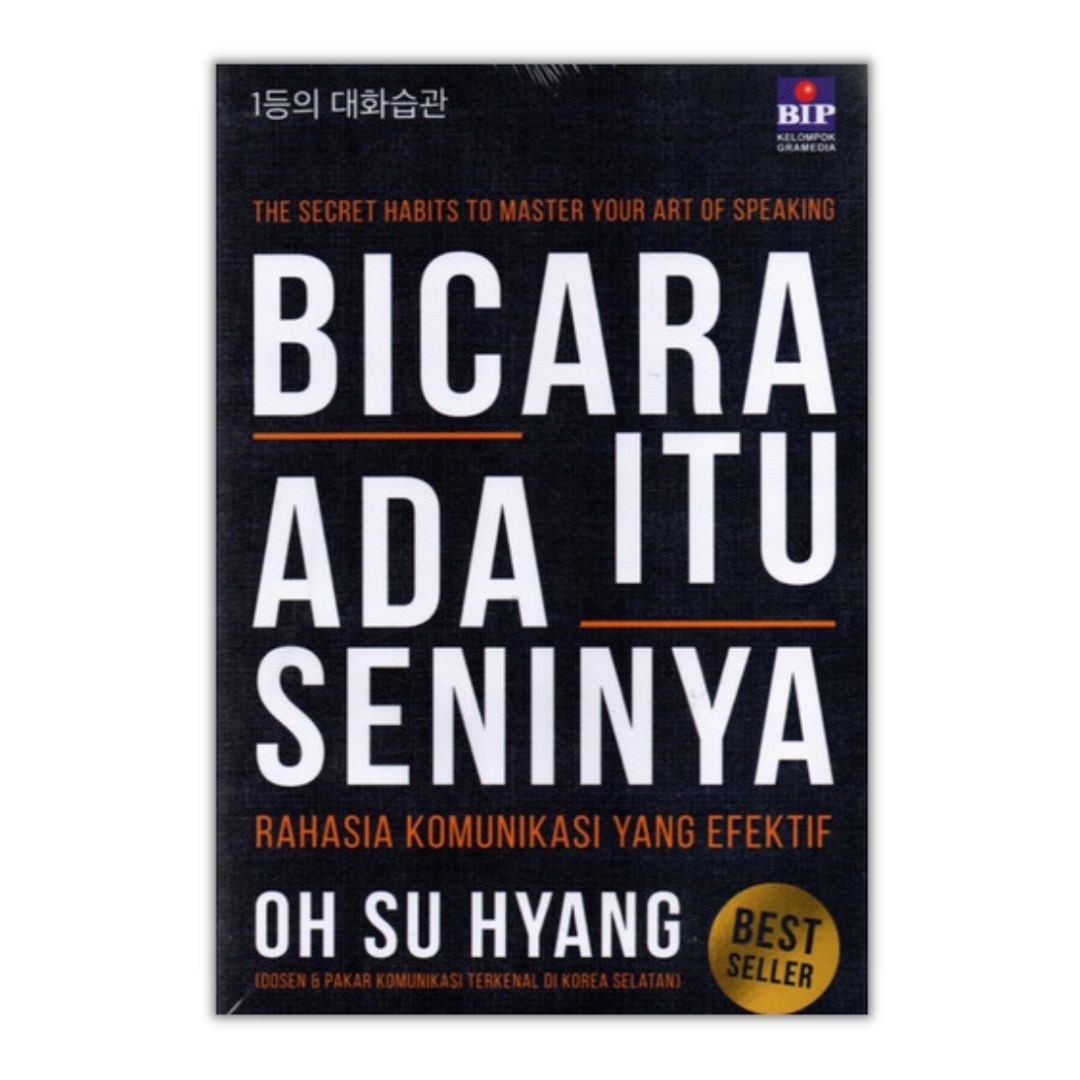 1등의 대화습관
BIP
KELOMPOK
GRAMEDIA
THE SECRET HABITS TO MASTER YOUR ART OF SPEAKING
BICARA
ITU
ADA
SENINYA
RAHASIA KOMUNIKASI YANG EFEKTIF
OH SU HYANG
(DOSEN & PAKAR KOMUNIKASI TERKENAL DI KOREA SELATAN)
BEST
SELLER